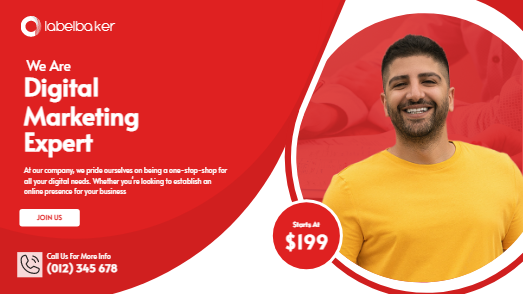 labelbaker
We Are
Digital
Marketing
Expert
At our company, we pride ourselves on being a one-stop-shop for
all your digital needs. Whether you're looking to establish an
online presence for your business
JOIN US
Call Us For More Info
(012) 345 678
Starts At
$199